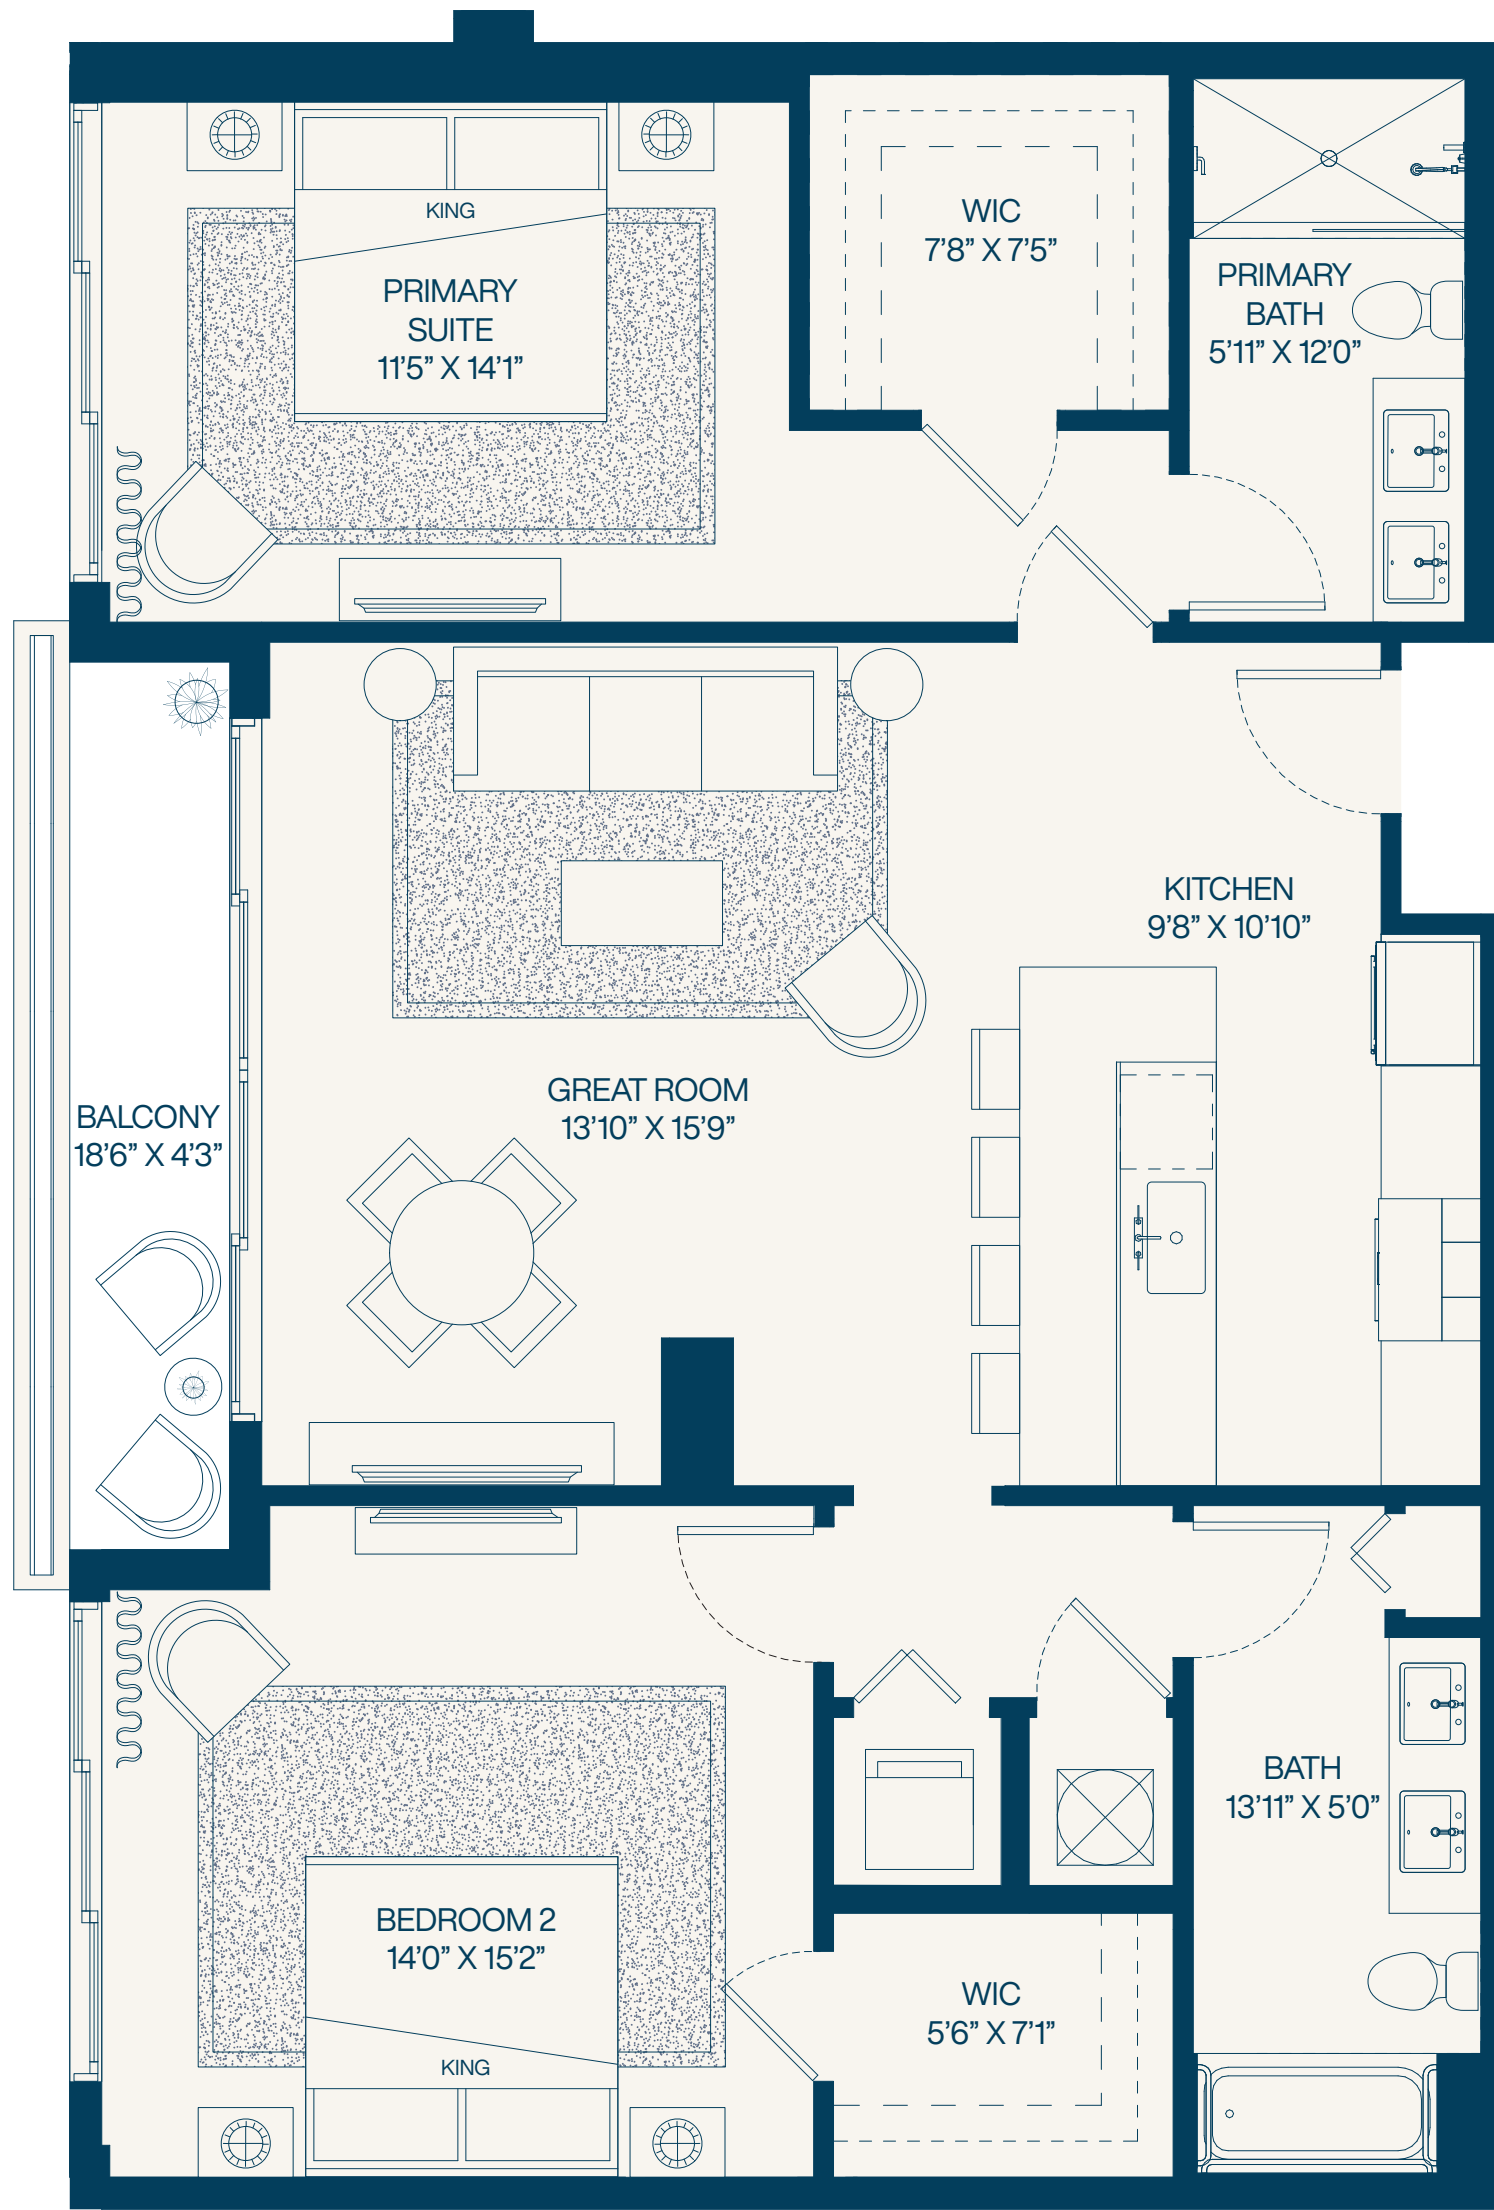 KING
PRIMARY
SUITE
11’5” X 14’1”
WIC
7’8” X 7’5”
PRIMARY
BATH
5’11” X 12’0”
KITCHEN
9’8” X 10’10”
GREAT ROOM
13’10” X 15’9”
BALCONY
18’6” X 4’3”
BATH
13’11” X 5’0”
BEDROOM 2
14’0” X 15’2”
KING
WIC
5’6” X 7’1”